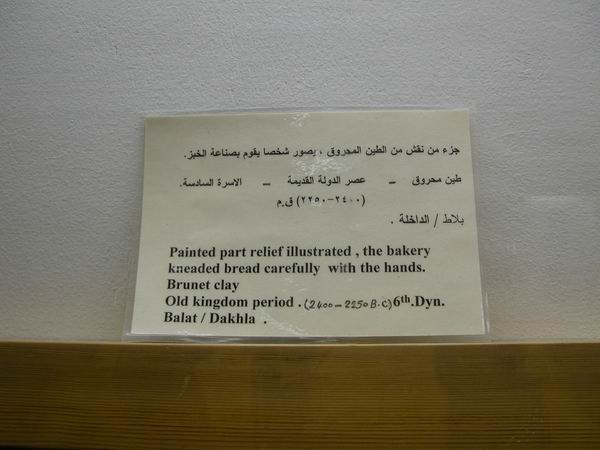 جزء من نقش من الطين المحروق ، يصور شخصا يقوم بصناعة الخبز.
طين محروق – عصر الدولة القديمة – الاسرة السادسة.
(٢٤٠٠-٢٢٥٠) ق.م
بلاط / الداخلة .
Painted part relief illustrated , the bakery
kneaded bread carefully with the hands.
Brunet clay
Old kingdom period . (2400 – 2250 B.C) 6th.Dyn.
Balat / Dakhla .